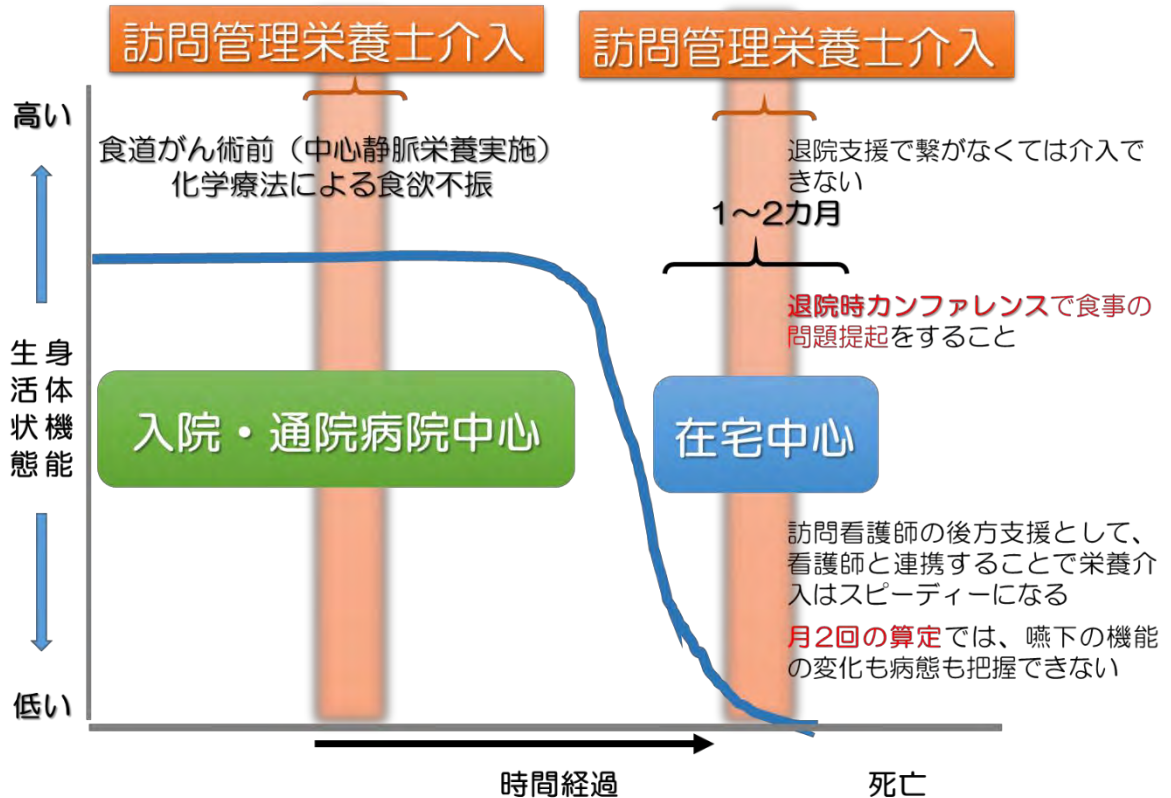 訪問管理栄養士介入
訪問管理栄養士介入
高い
食道がん術前（中心静脈栄養実施）
化学療法による食欲不振
退院支援で繋がなくては介入で
きない
1～2カ月
退院時カンファレンスで食事の
問題提起をすること
身体機能
生活状態
入院・通院病院中心
在宅中心
訪問看護師の後方支援として、
看護師と連携することで栄養介
入はスピーディーになる
月2回の算定では、嚥下の機能
の変化も病態も把握できない
低い
時間経過
死亡